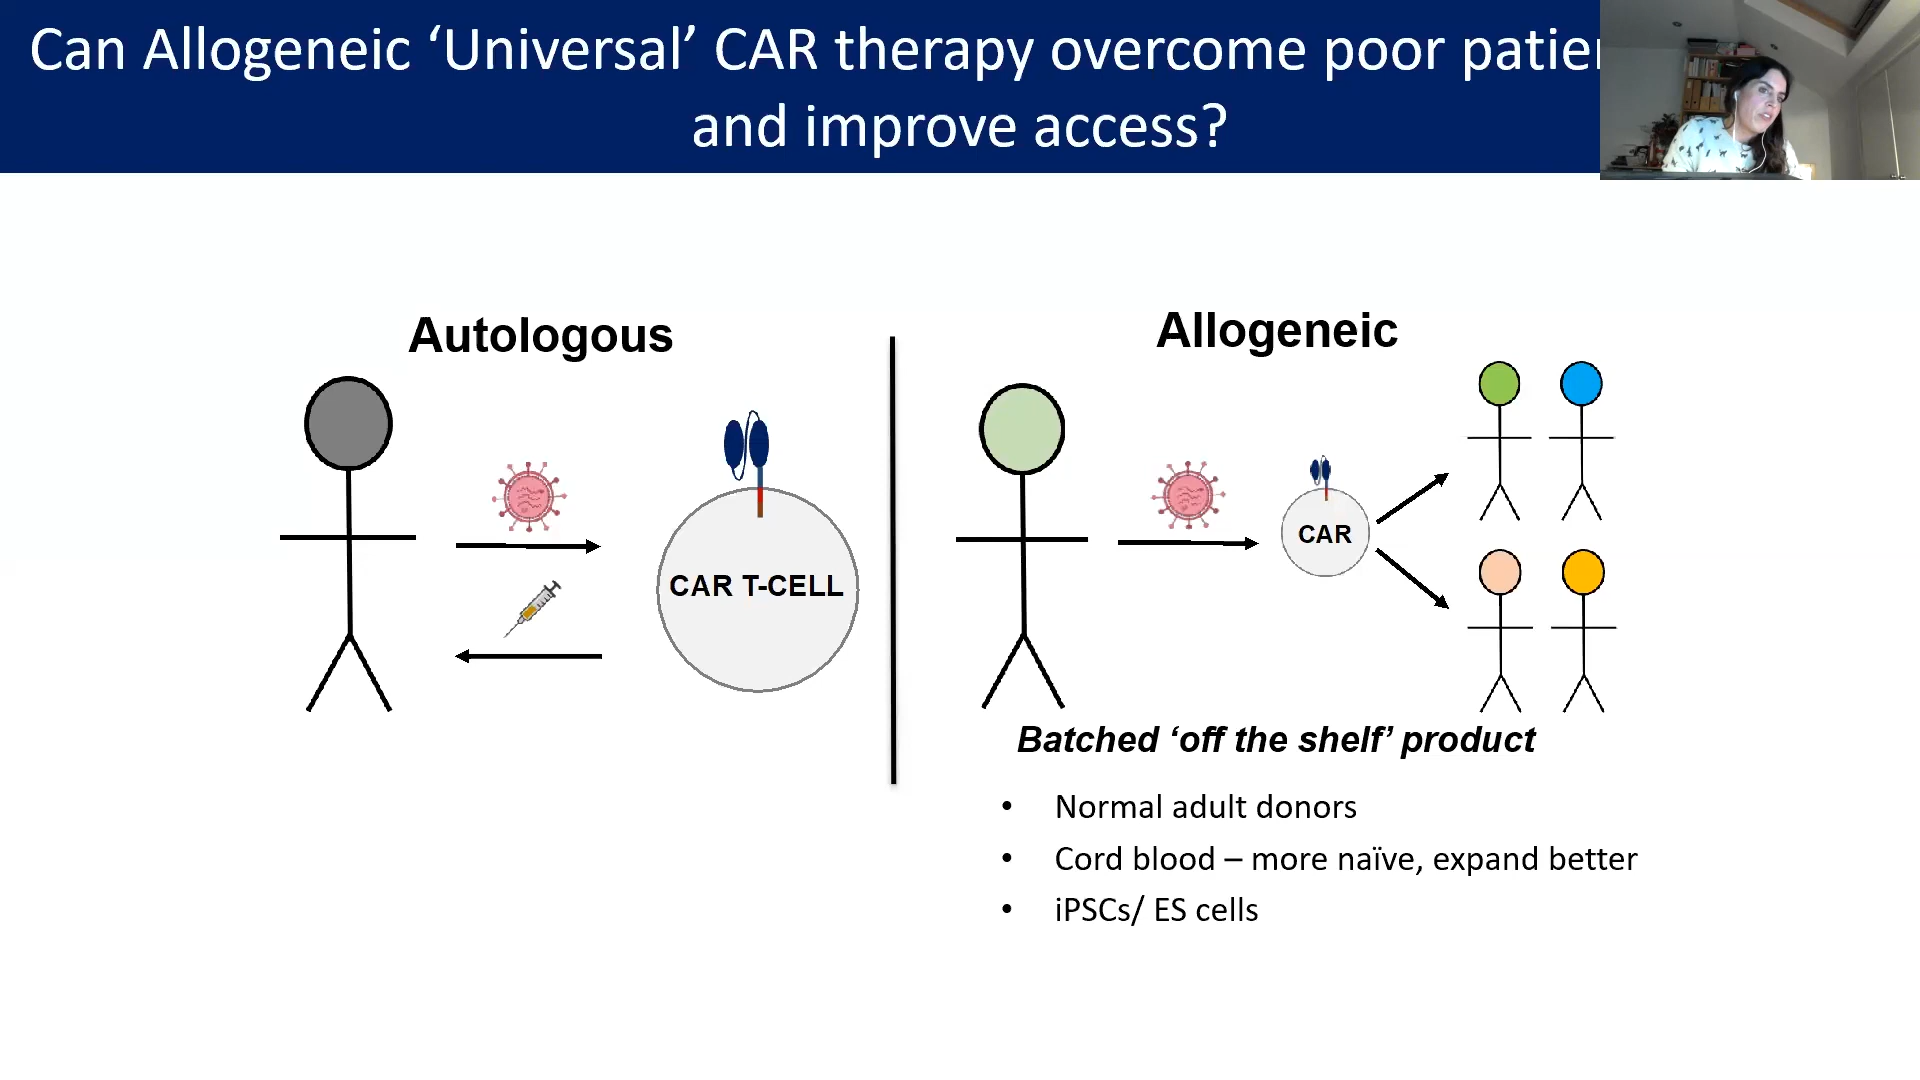 Can Allogeneic ‘Universal’ CAR therapy overcome poor
and improve access?
Autologous
Allogeneic
CAR T-CELL
CAR
Batched ‘off the shelf’ product
• Normal adult donors
• Cord blood – more naïve, expand better
• iPSCs/ ES cells